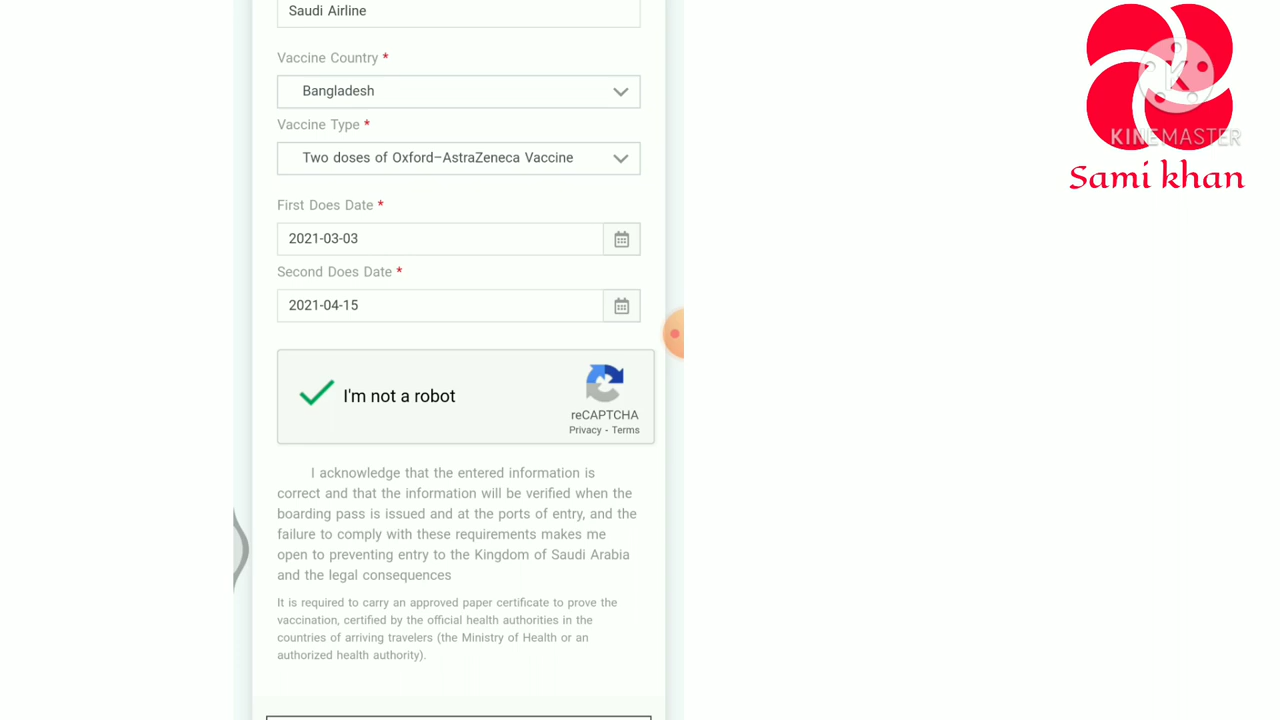 Saudi Airline
Vaccine Country *
Bangladesh
Vaccine Type *
Two doses of Oxford–AstraZeneca Vaccine
First Does Date *
2021-03-03
Second Does Date *
2021-04-15
I'm not a robot
reCAPTCHA
Privacy - Terms
I acknowledge that the entered information is
correct and that the information will be verified when the
boarding pass is issued and at the ports of entry, and the
failure to comply with these requirements makes me
open to preventing entry to the Kingdom of Saudi Arabia
and the legal consequences
It is required to carry an approved paper certificate to prove the
vaccination, certified by the official health authorities in the
countries of arriving travelers (the Ministry of Health or an
authorized health authority).
K
KINEMASTER
Sami khan